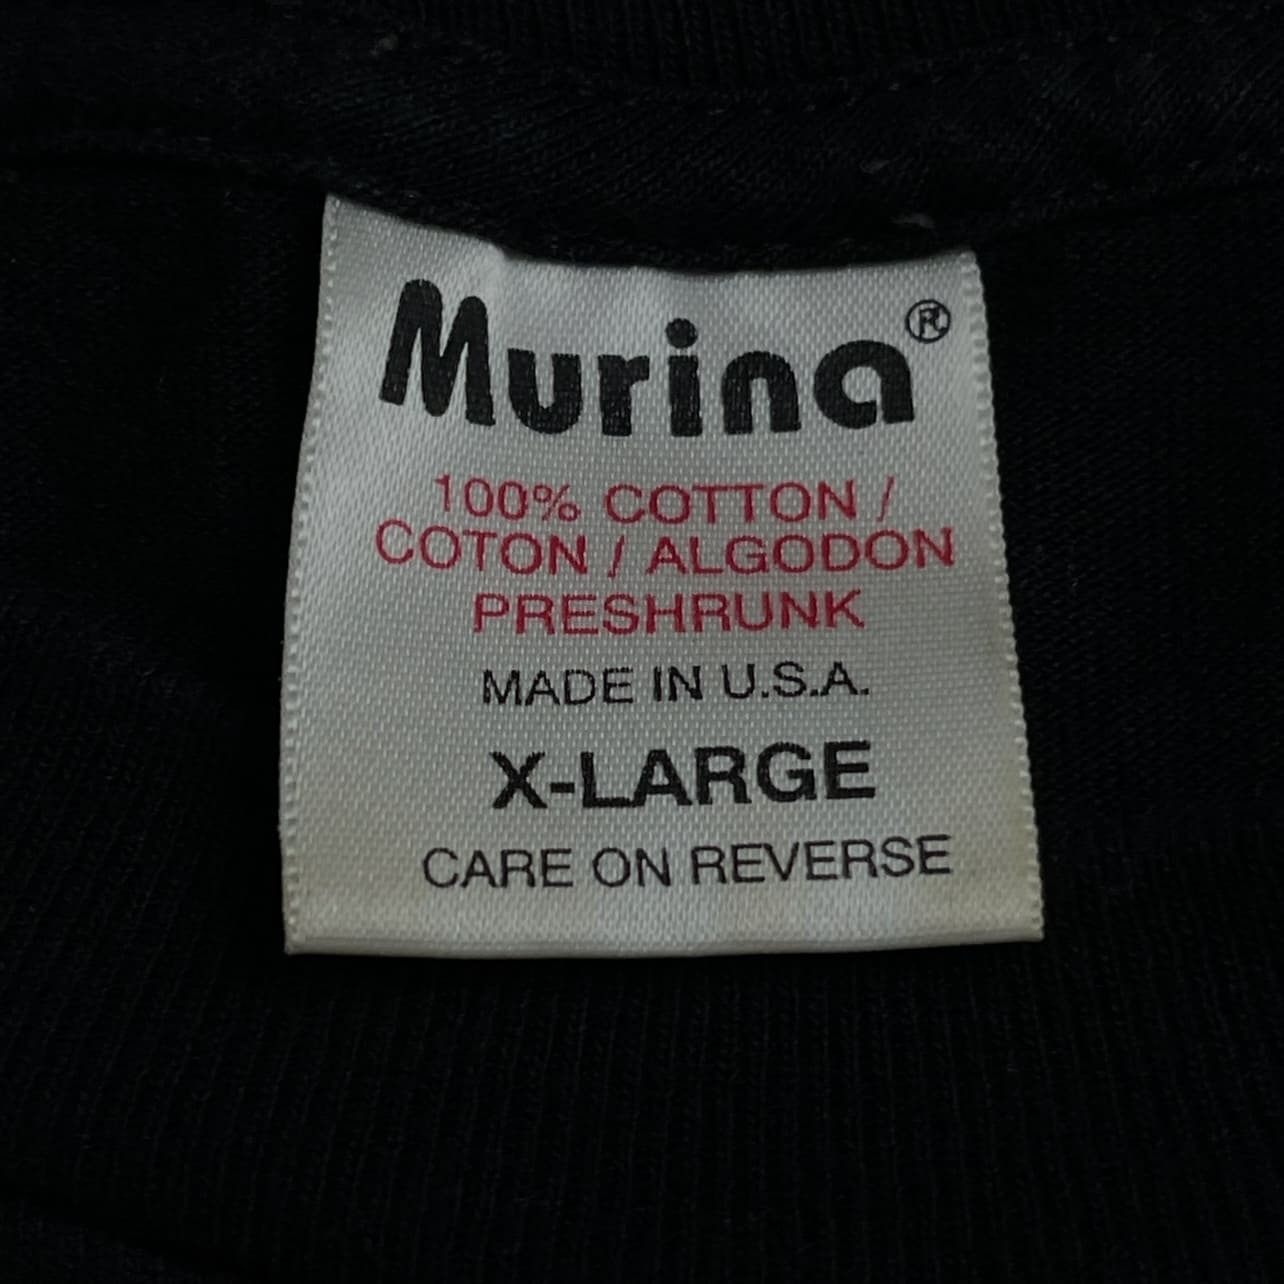 Murina®
100% COTTON /
COTON / ALGODON
PRESHRUNK
MADE IN U.S.A.
X-LARGE
CARE ON REVERSE